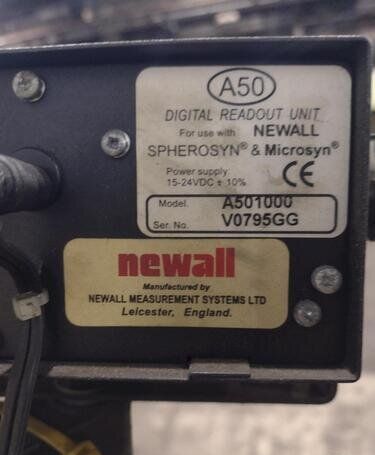 A50
DIGITAL READOUT UNIT
For use with NEWALL
SPHEROSYN® & Microsyn®
Power supply
15-24VDC ± 10%
CE
Model. A501000
Ser. No. V0795GG
newall
Manufactured by
NEWALL MEASUREMENT SYSTEMS LTD
Leicester, England.